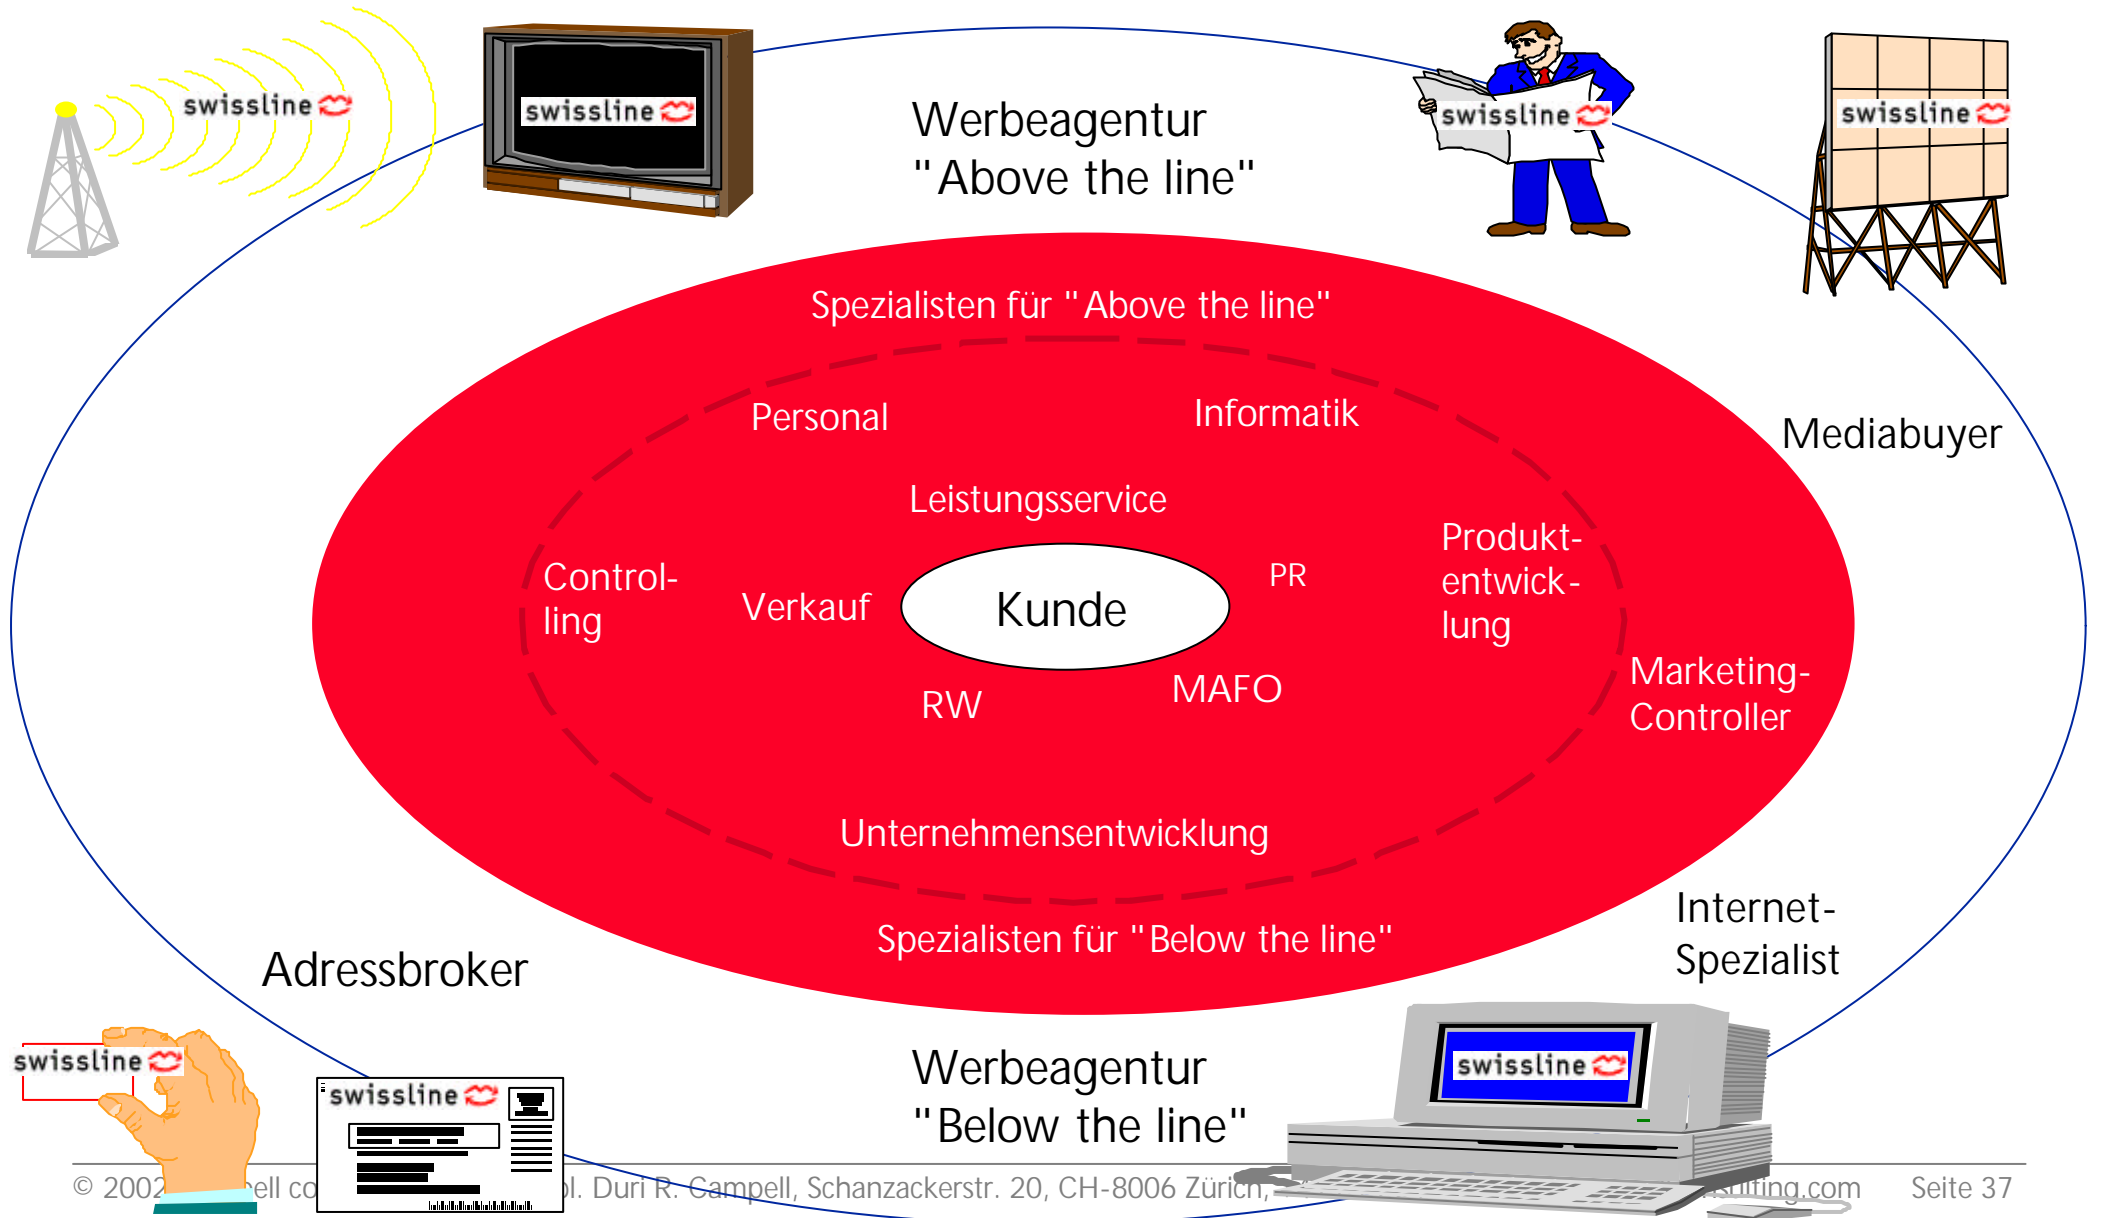 swissline
swissline
swissline
swissline
Werbeagentur
"Above the line"
Spezialisten für "Above the line"
Personal
Informatik
Mediabuyer
Leistungsservice
Produkt-
entwick-
lung
Control-
ling
Verkauf
Kunde
PR
RW
MAFO
Marketing-
Controller
Unternehmensentwicklung
Spezialisten für "Below the line"
Internet-
Spezialist
Adressbroker
swissline
swissline
swissline
Werbeagentur
"Below the line"
© 2002 Duri R. Campell, Schanzackerstr. 20, CH-8006 Zürich, Seite 37